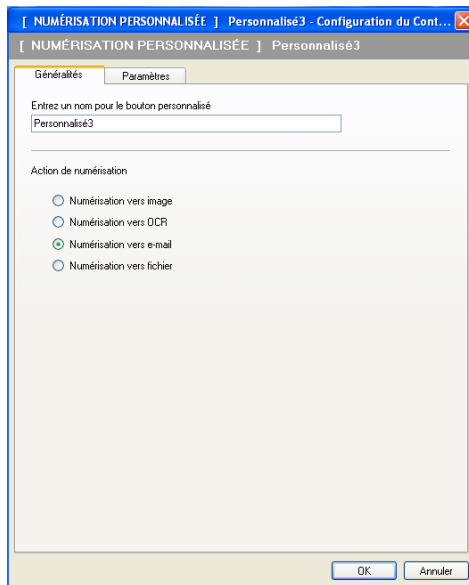 [ NUMÉRISATION PERSONNALISÉE ] Personnalisé3 - Configuration du Cont...
[ NUMÉRISATION PERSONNALISÉE ] Personnalisé3
Généralités Paramètres
Entrez un nom pour le bouton personnalisé
Personnalisé3
Action de numérisation
Numérisation vers image
Numérisation vers OCR
Numérisation vers e-mail
Numérisation vers fichier
OK Annuler